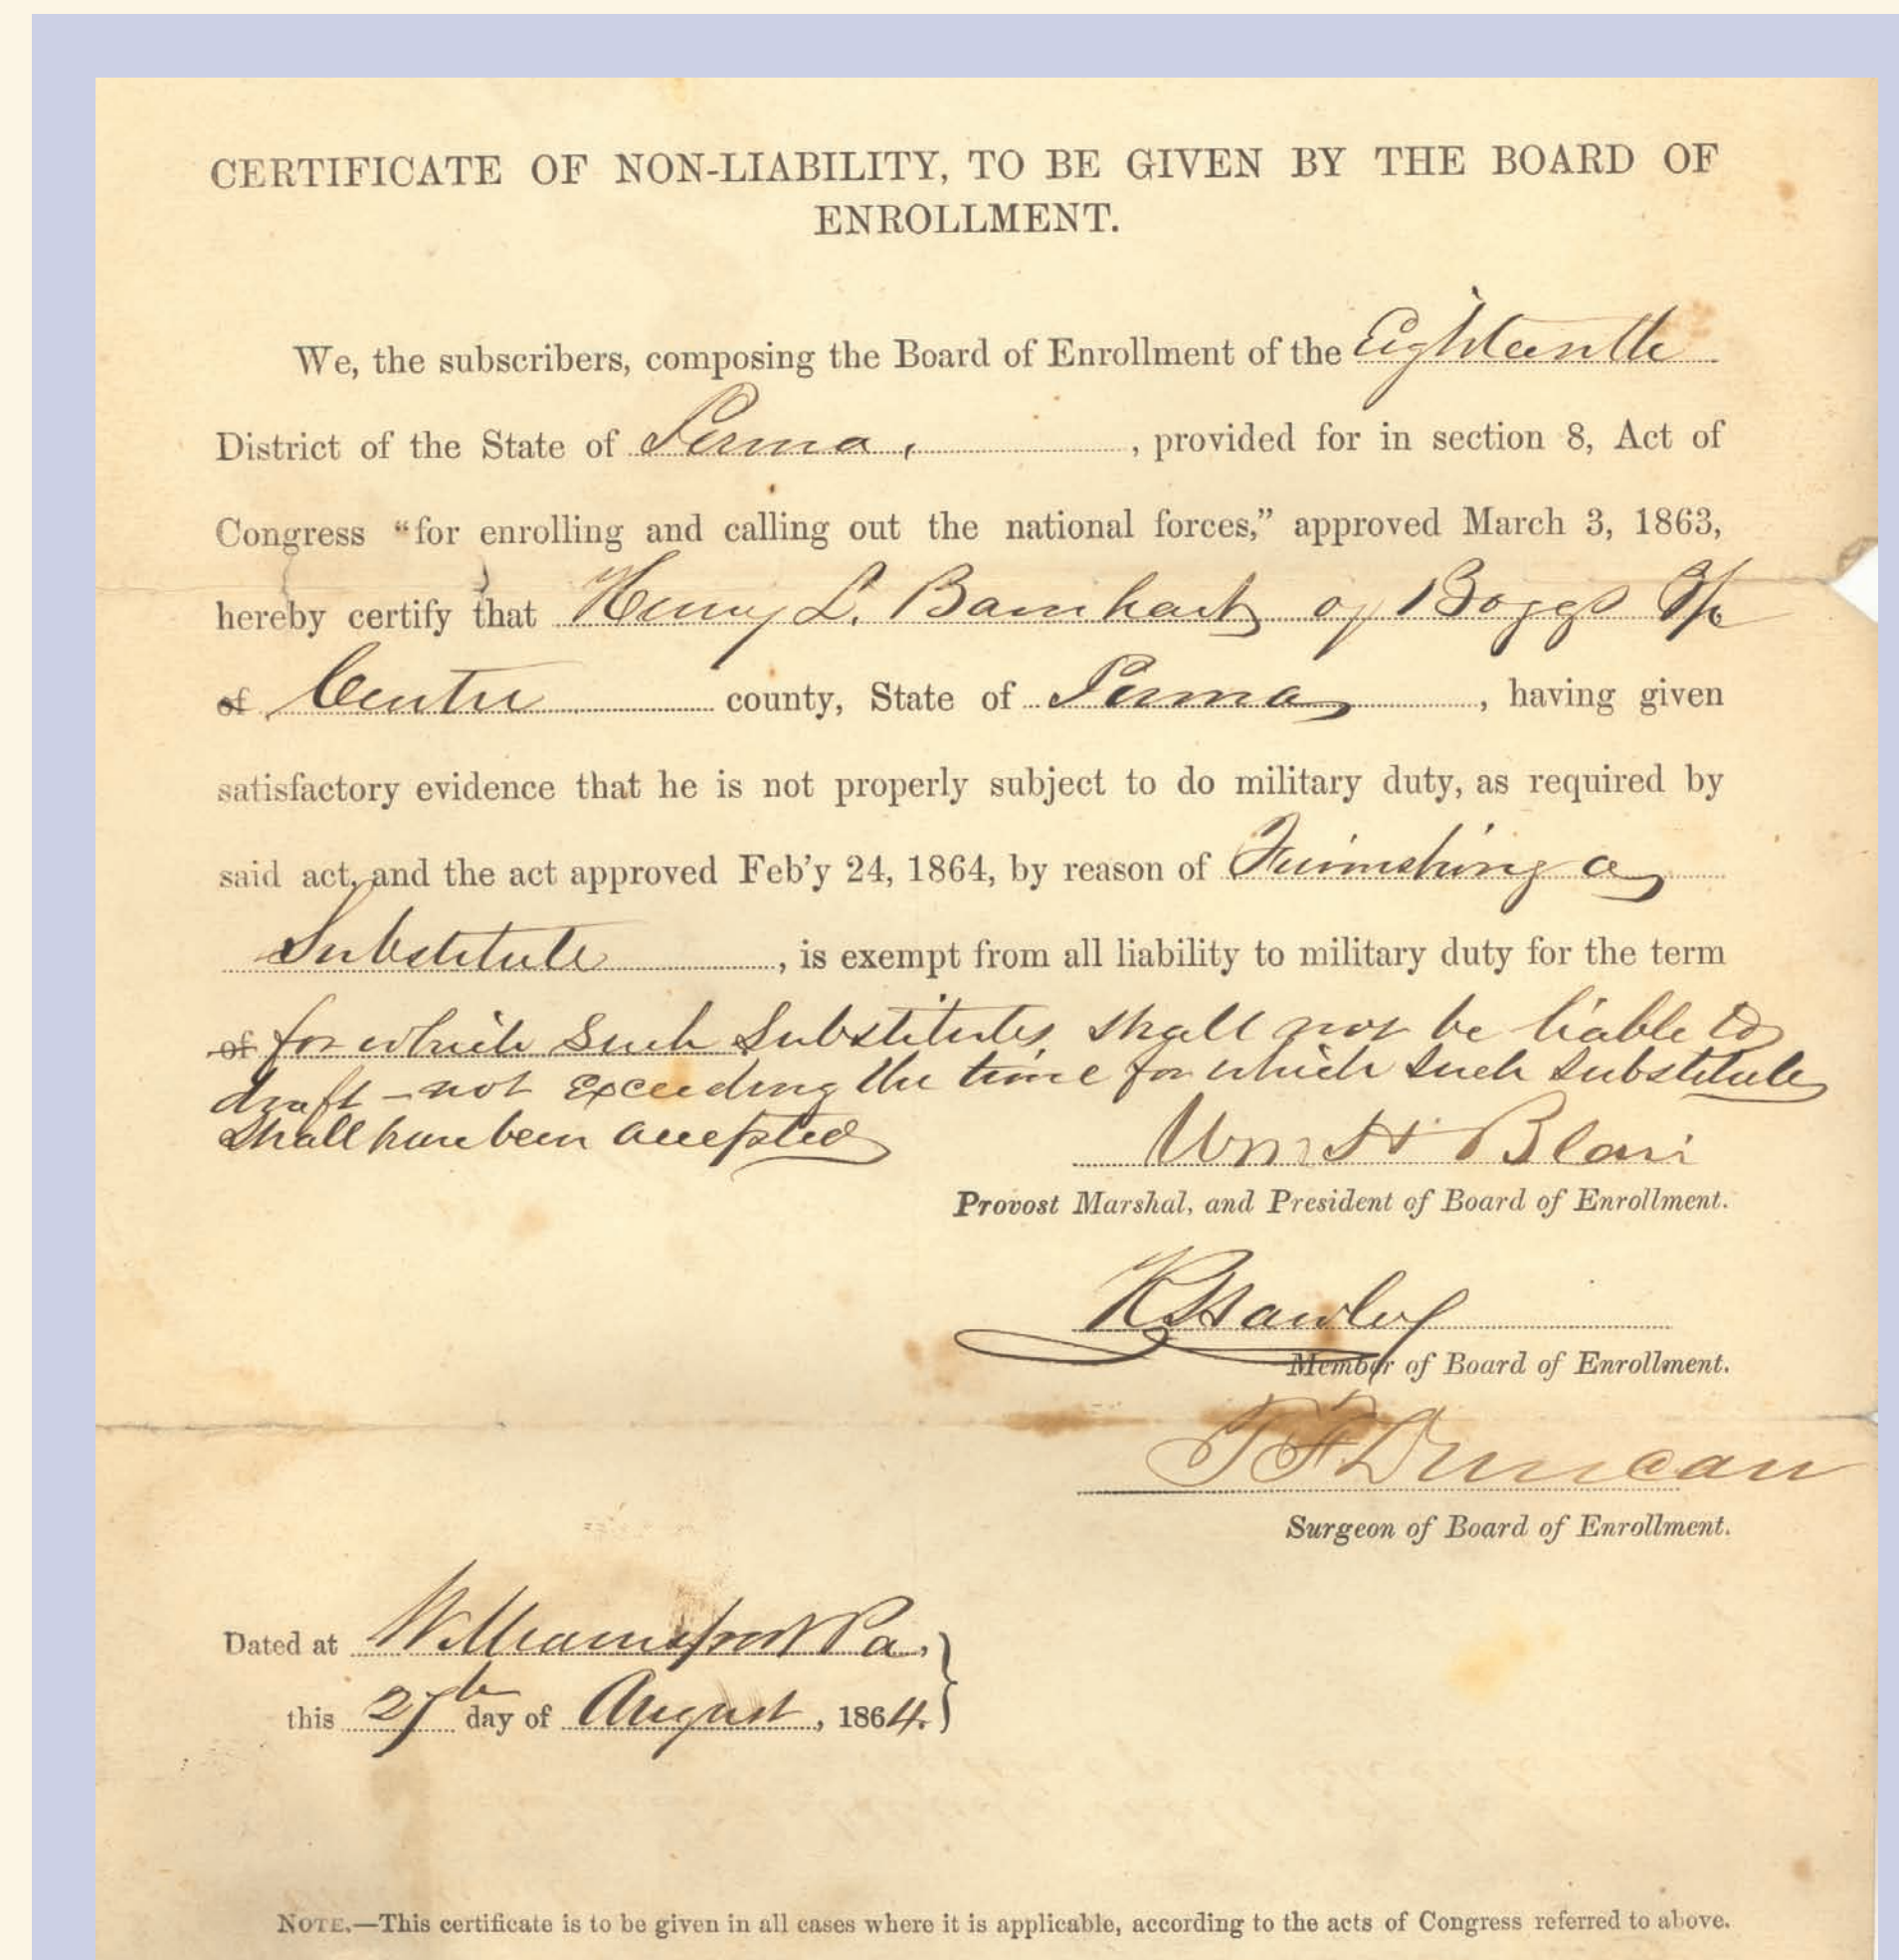 CERTIFICATE OF NON-LIABILITY, TO BE GIVEN BY THE BOARD OF
ENROLLMENT.
We, the subscribers, composing the Board of Enrollment of the Eighteenth
District of the State of Penna, , provided for in section 8, Act of
Congress “for enrolling and calling out the national forces,” approved March 3, 1863,
hereby certify that Henry L. Barnhart of Boggs Tp
of Centre county, State of Penna , having given
satisfactory evidence that he is not properly subject to do military duty, as required by
said act, and the act approved Feb'y 24, 1864, by reason of Furnishing a
Substitute , is exempt from all liability to military duty for the term
of for which such Substitute shall not be liable to
draft - not exceeding the time for which such substitute
shall have been accepted
Wm H Blair
Provost Marshal, and President of Board of Enrollment.
Hawley
Member of Board of Enrollment.
Duncan
Surgeon of Board of Enrollment.
Dated at Williamsport Pa.,
this 27th day of August, 1864.
NOTE.—This certificate is to be given in all cases where it is applicable, according to the acts of Congress referred to above.